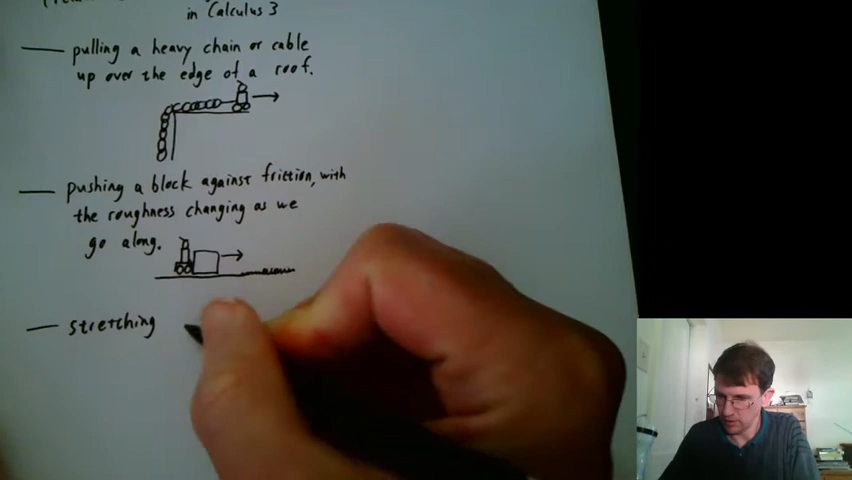 in Calculus 3
— pulling a heavy chain or cable
up over the edge of a roof.
— pushing a block against friction, with
the roughness changing as we
go along.
— stretching